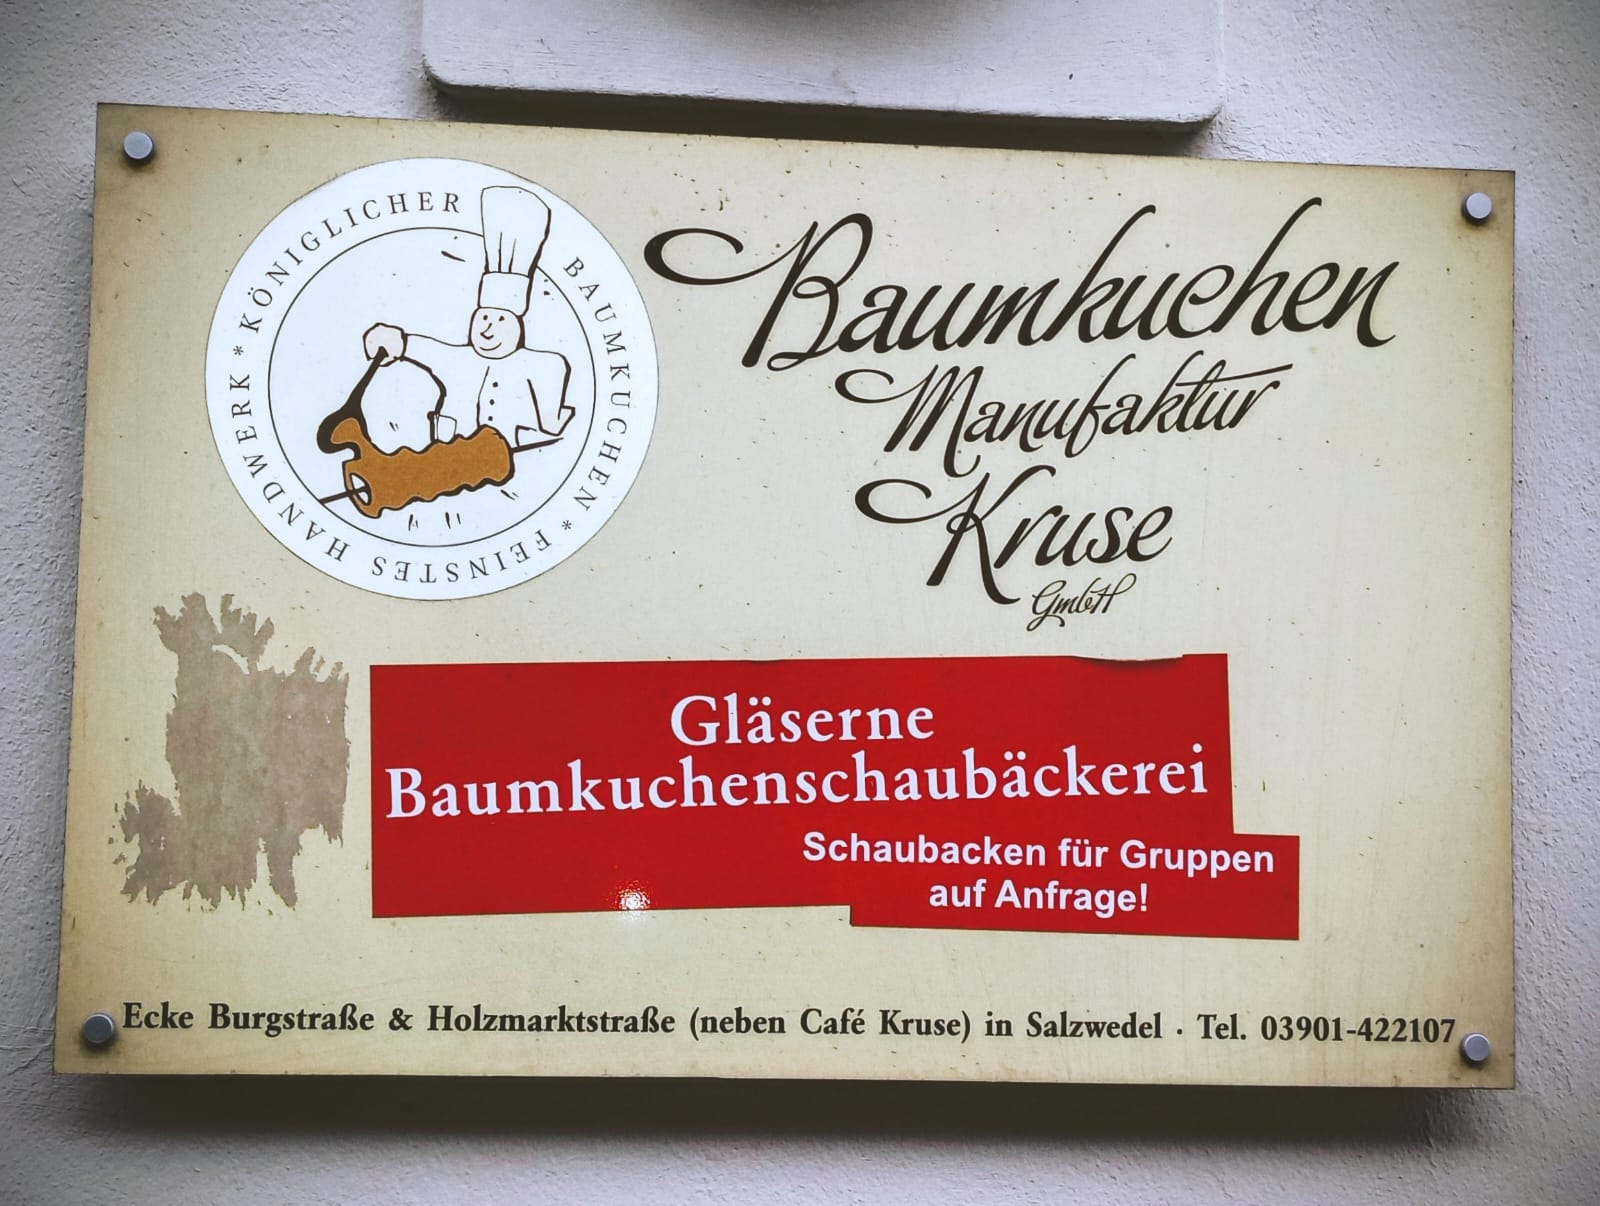 KÖNIGLICHER BAUMKUCHEN * FEINSTES HANDWERK *
Baumkuchen
Manufaktur
Kruse
GmbH
Gläserne
Baumkuchenschaubäckerei
Schaubacken für Gruppen
auf Anfrage!
Ecke Burgstraße & Holzmarktstraße (neben Café Kruse) in Salzwedel · Tel. 03901-422107